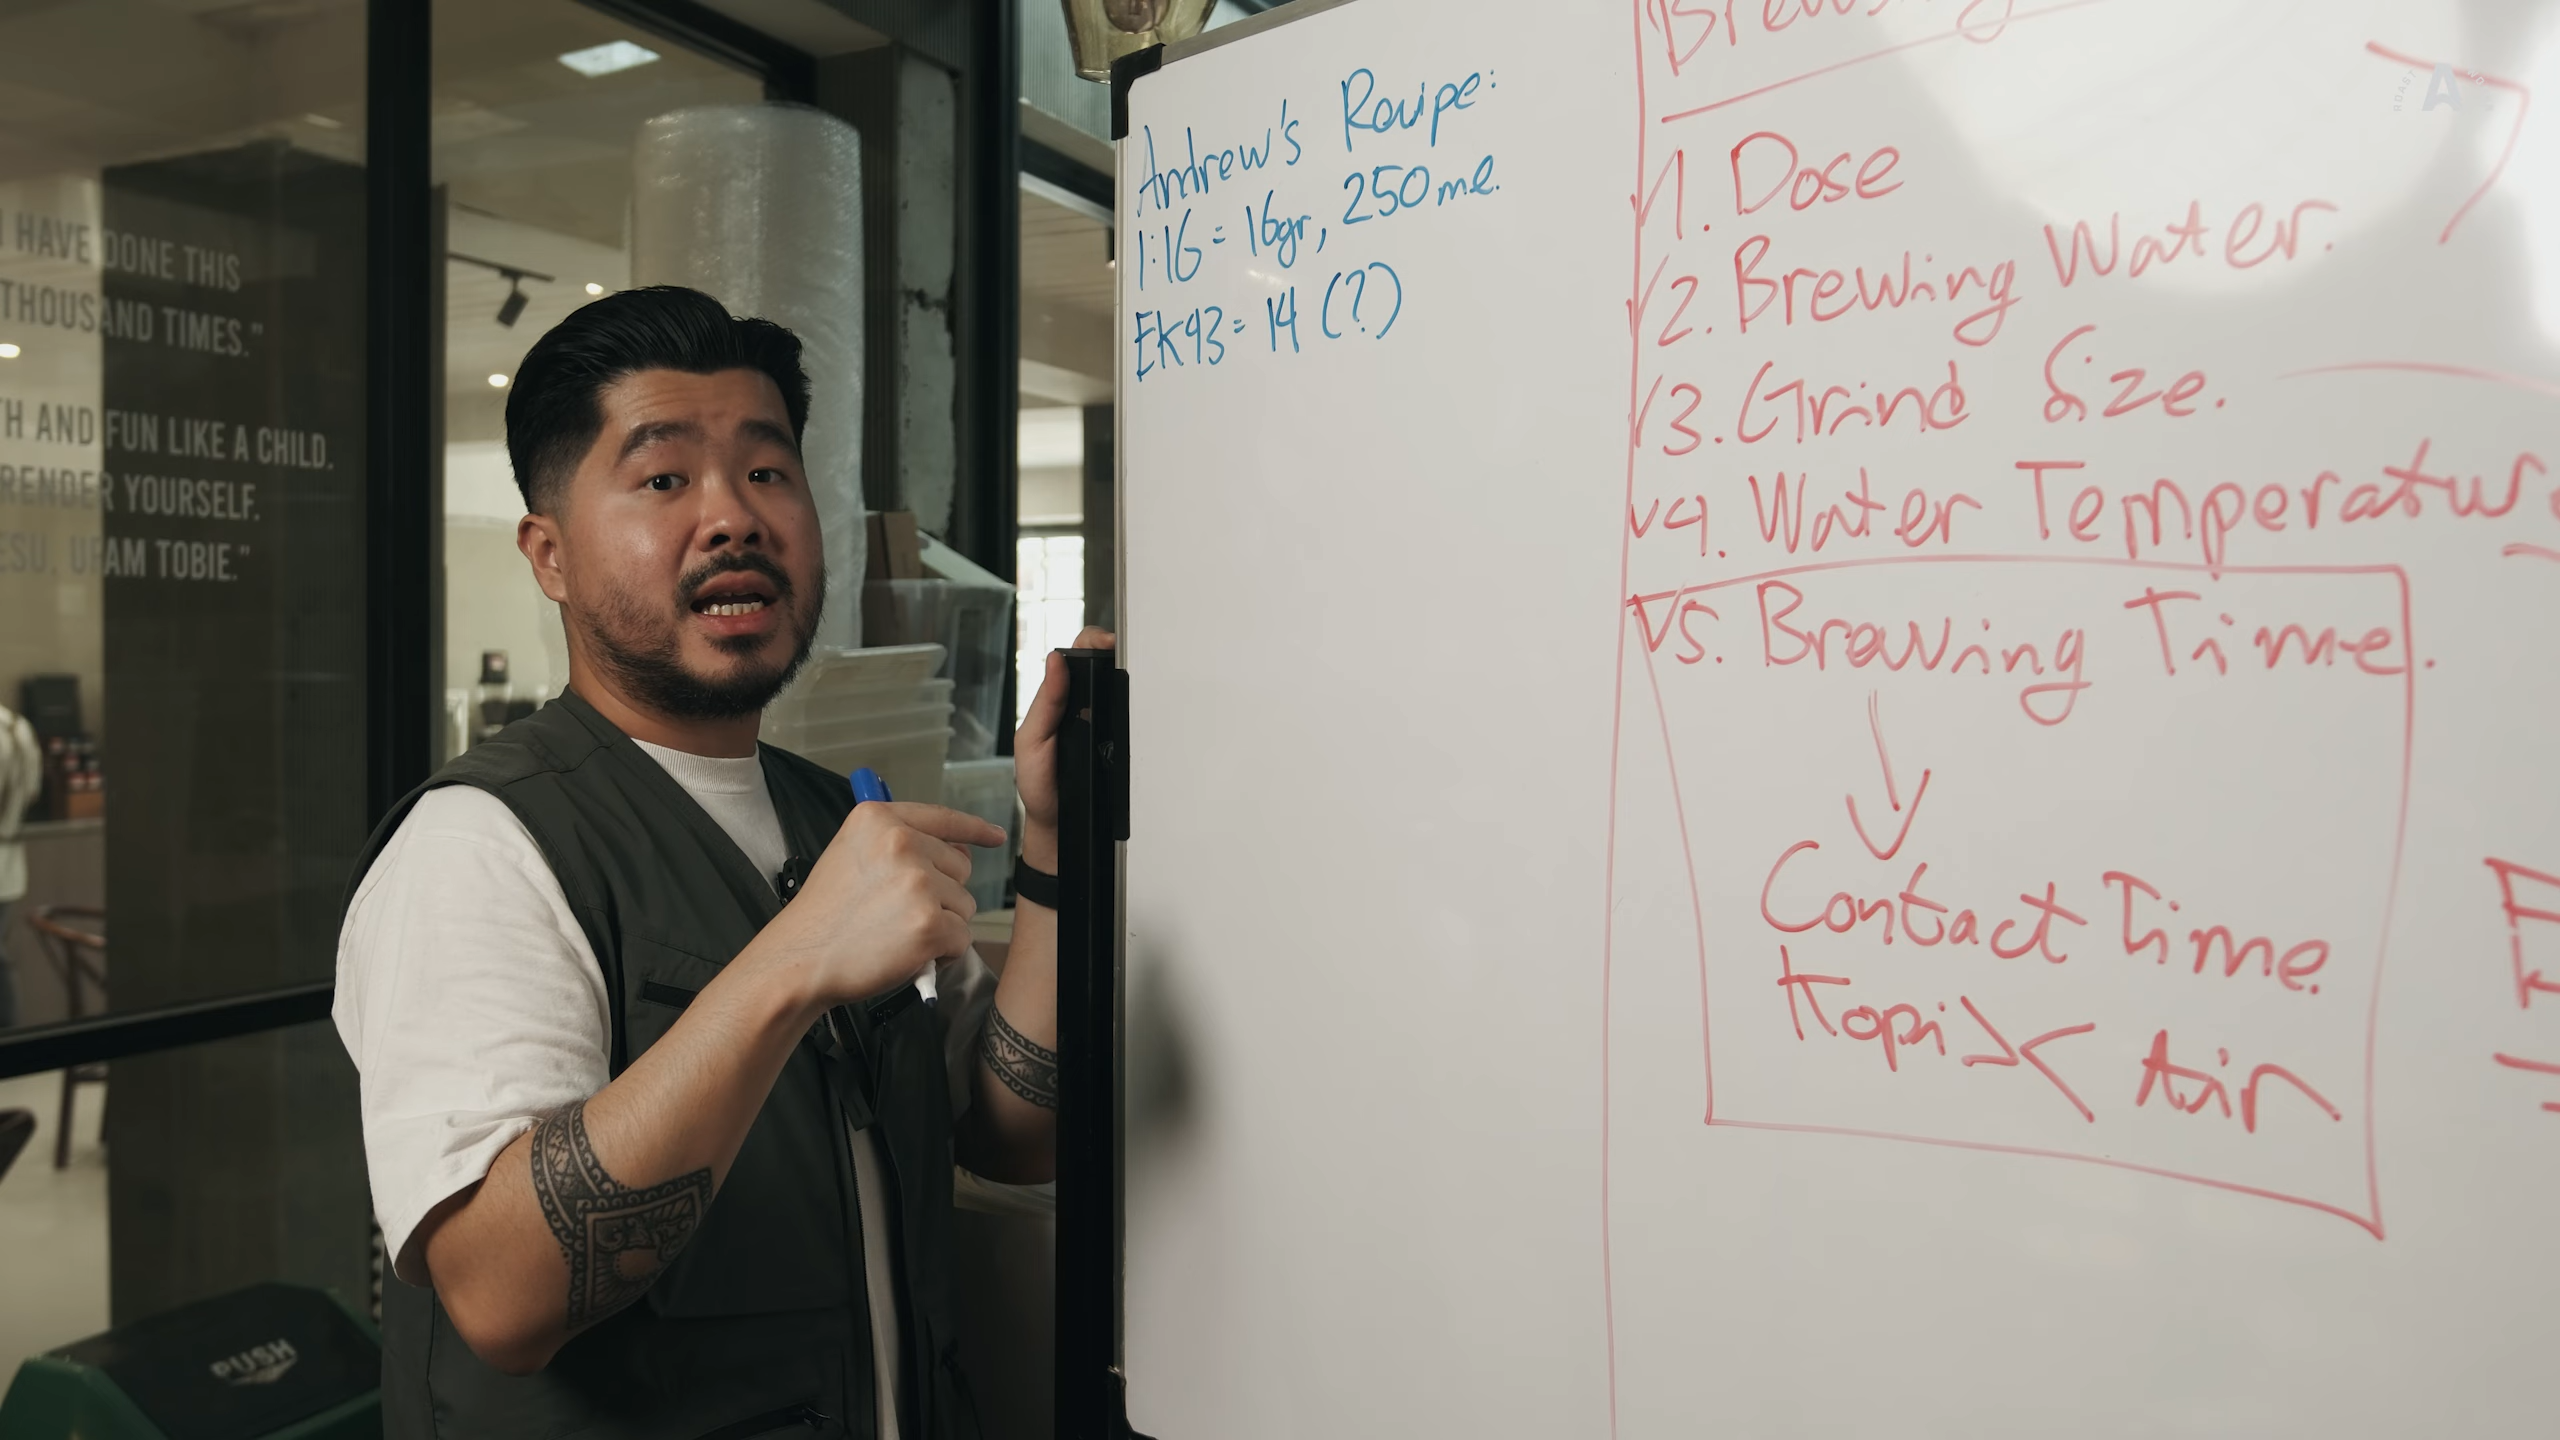 I HAVE DONE THIS
THOUSAND TIMES."
TH AND FUN LIKE A CHILD.
RENDER YOURSELF.
ESU, UFAM TOBIE."
PUSH
Andrew's Recipe:
1:16 = 16gr, 250ml.
EK43 = 14 (?)
Brewing
√1. Dose
√2. Brewing Water.
√3. Grind Size.
√4. Water Temperature
√5. Brewing Time.
↓
Contact Time
Kopi >< Air
A